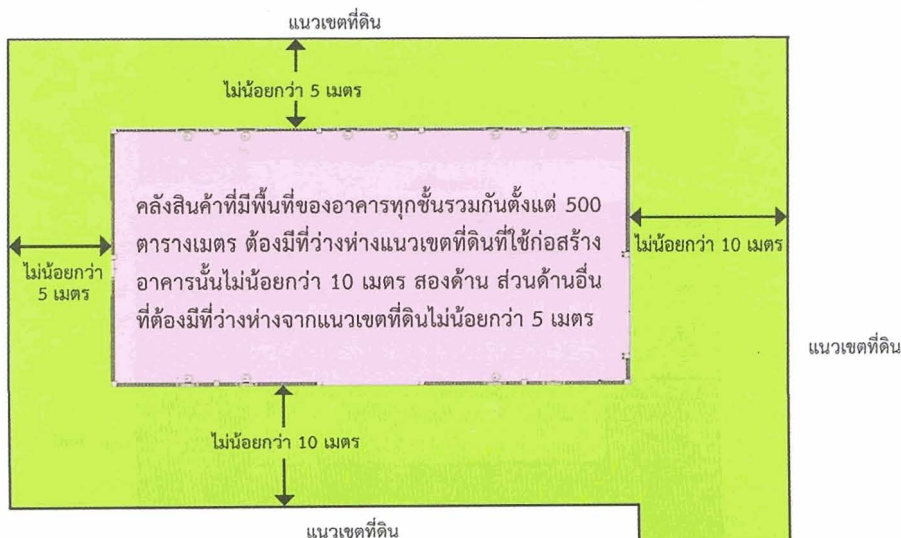 แนวเขตที่ดิน
ไม่น้อยกว่า 5 เมตร
คลังสินค้าที่มีพื้นที่ของอาคารทุกชั้นรวมกันตั้งแต่ 500
ตารางเมตร ต้องมีที่ว่างห่างแนวเขตที่ดินที่ใช้ก่อสร้าง
อาคารนั้นไม่น้อยกว่า 10 เมตร สองด้าน ส่วนด้านอื่น
ที่ต้องมีที่ว่างห่างจากแนวเขตที่ดินไม่น้อยกว่า 5 เมตร
ไม่น้อยกว่า
5 เมตร
ไม่น้อยกว่า 10 เมตร
แนวเขตที่ดิน
ไม่น้อยกว่า 10 เมตร
แนวเขตที่ดิน